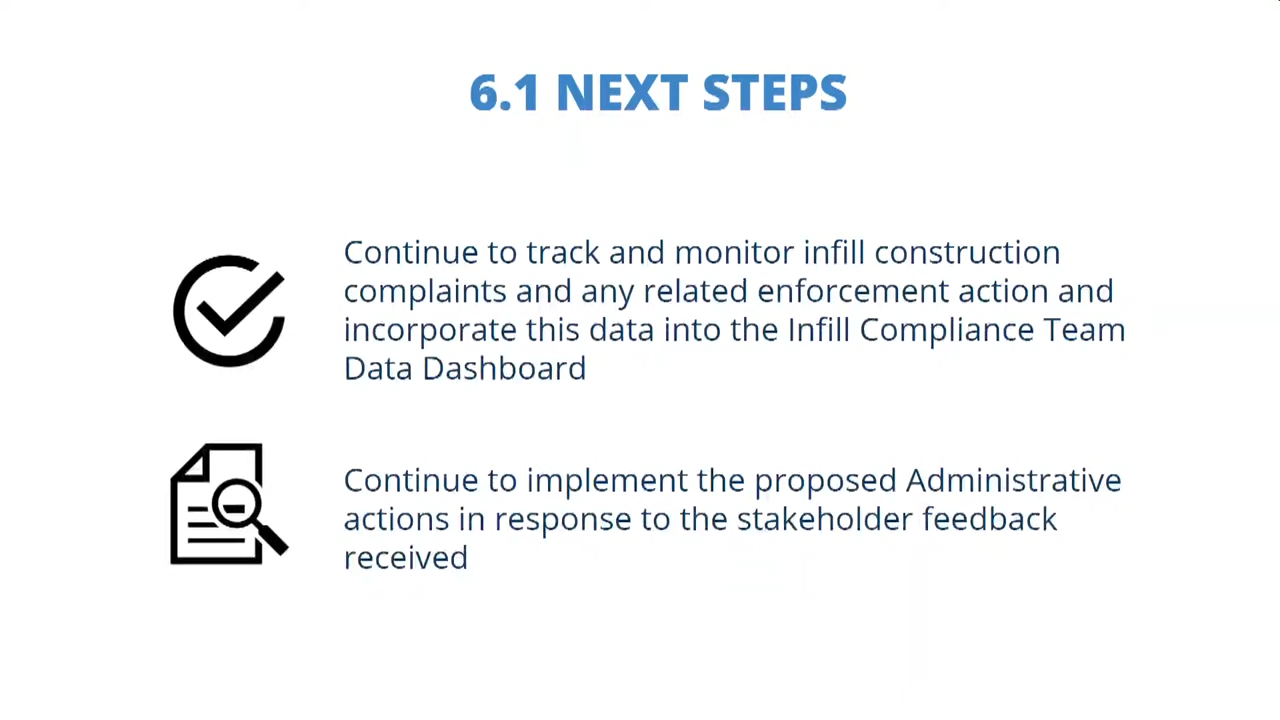 6.1 NEXT STEPS
Continue to track and monitor infill construction
complaints and any related enforcement action and
incorporate this data into the Infill Compliance Team
Data Dashboard
Continue to implement the proposed Administrative
actions in response to the stakeholder feedback
received